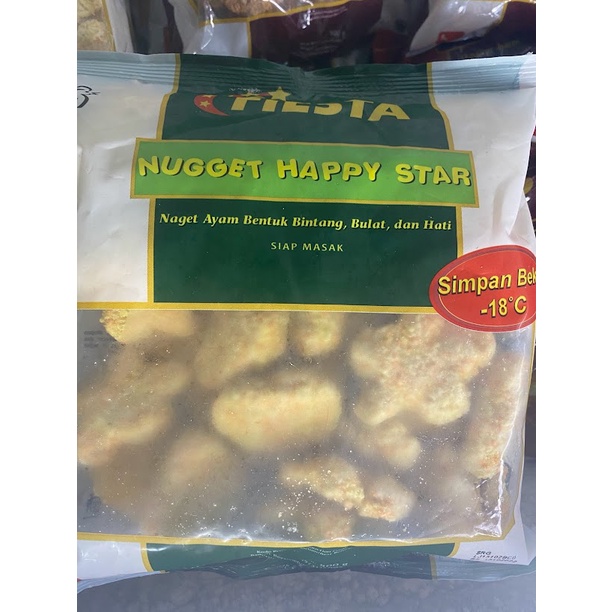 FIESTA
NUGGET HAPPY STAR
Naget Ayam Bentuk Bintang, Bulat, dan Hati
SIAP MASAK
Simpan Bek
-18°C